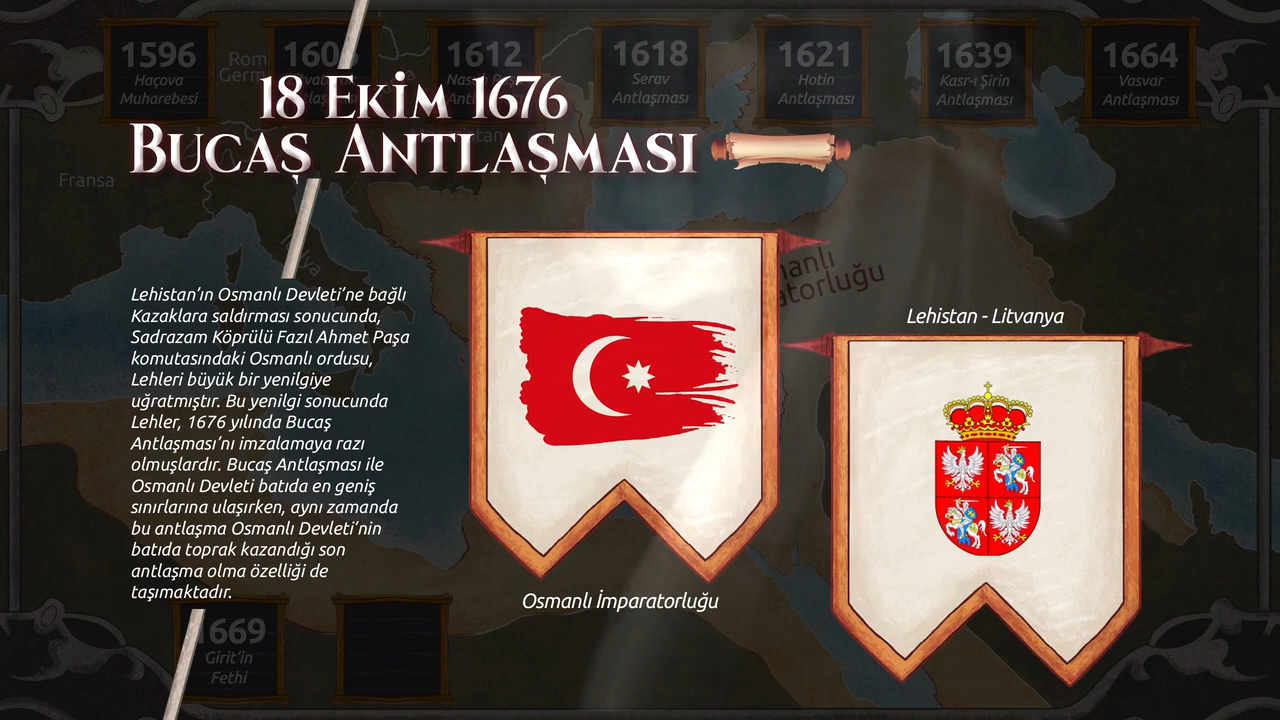 1596
Haçova
Muharebesi
1612
1618
Serav
Antlaşması
1621
Hotin
Antlaşması
1639
Kasr-ı Şirin
Antlaşması
1664
Vasvar
Antlaşması
Rom
Germ
18 Ekim 1676
Bucaş Antlaşması
Fransa
Lehistan'ın Osmanlı Devleti'ne bağlı
Kazaklara saldırması sonucunda,
Sadrazam Köprülü Fazıl Ahmet Paşa
komutasındaki Osmanlı ordusu,
Lehleri büyük bir yenilgiye
uğratmıştır. Bu yenilgi sonucunda
Lehler, 1676 yılında Bucaş
Antlaşması'nı imzalamaya razı
olmuşlardır. Bucaş Antlaşması ile
Osmanlı Devleti batıda en geniş
sınırlarına ulaşırken, aynı zamanda
bu antlaşma Osmanlı Devleti'nin
batıda toprak kazandığı son
antlaşma olma özelliği de
taşımaktadır.
Osmanlı İmparatorluğu
Lehistan - Litvanya
1669
Girit'in
Fethi